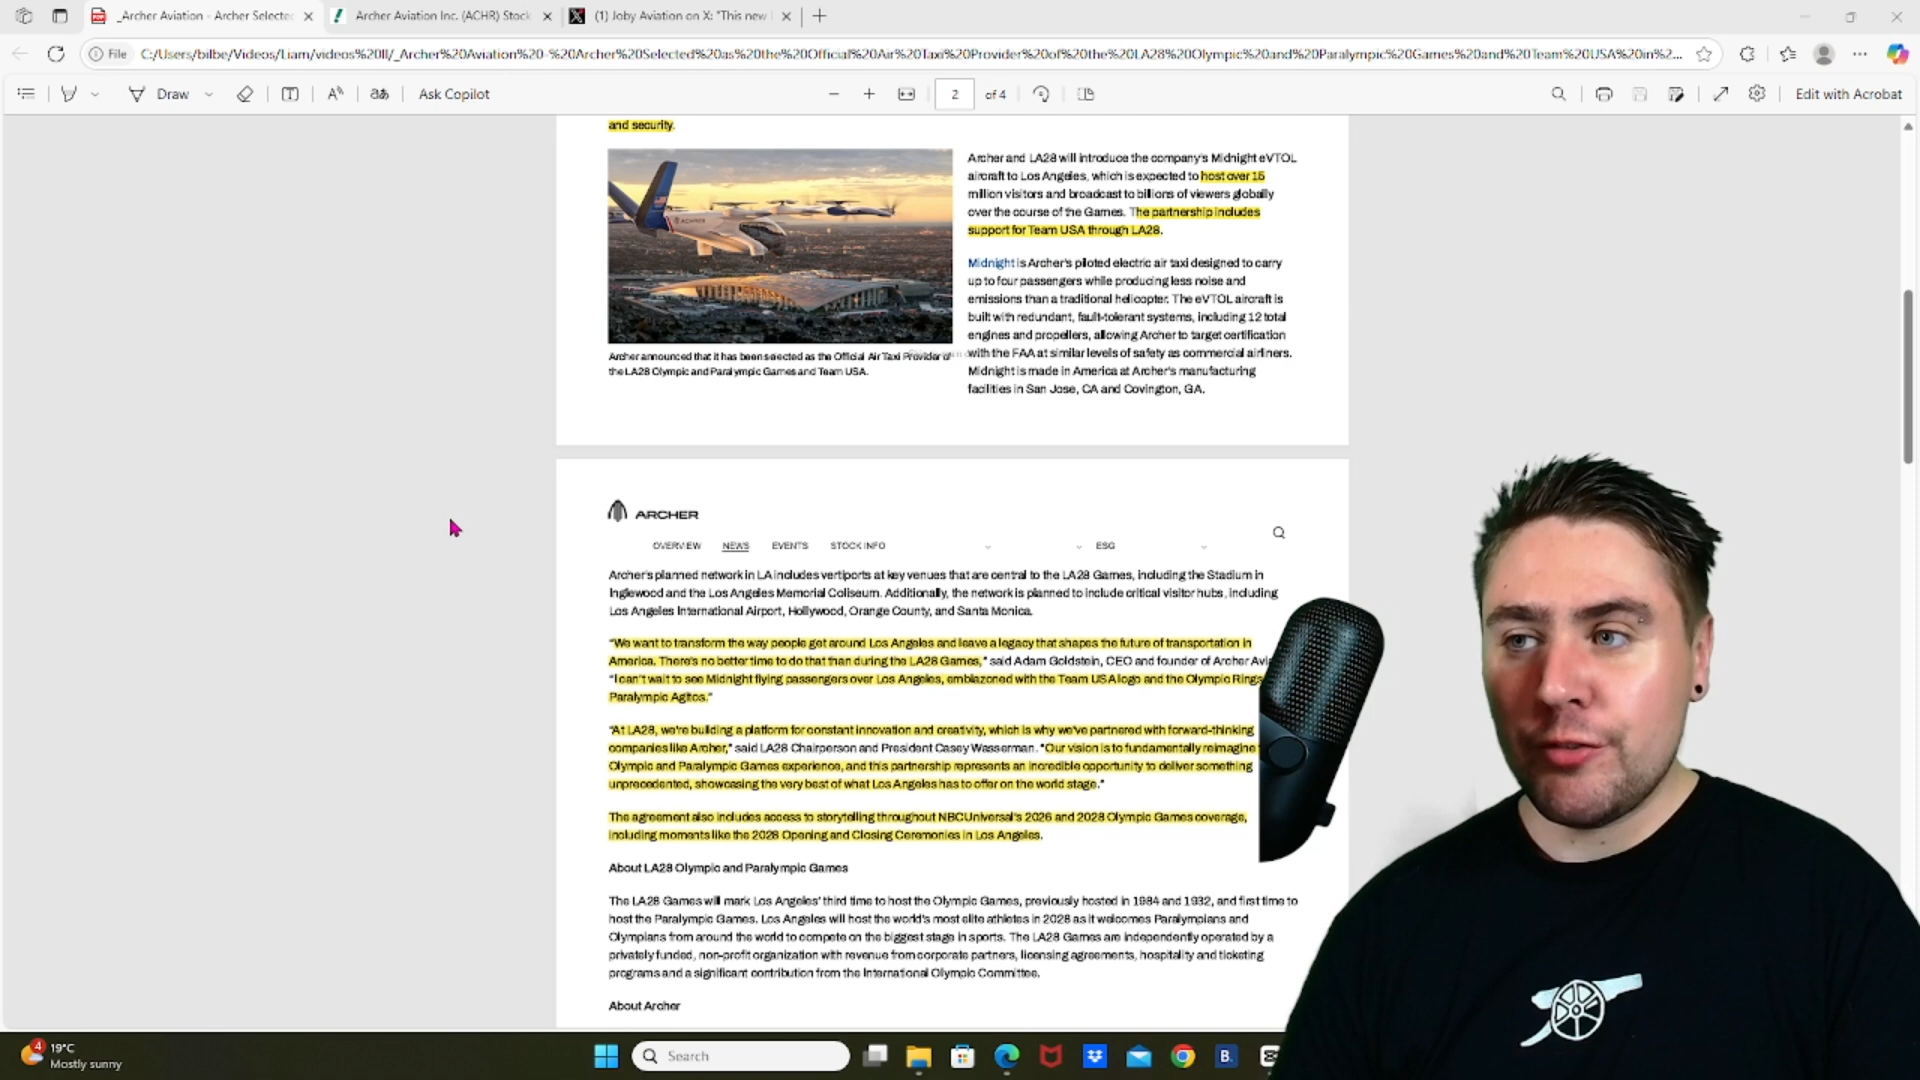 _Archer Aviation - Archer Selected
Archer Aviation Inc. (ACHR) Stock
(1) Joby Aviation on X: "This new
File
C:/Users/bilbe/Videos/Liam/videos%20II/_Archer%20Aviation%20-%20Archer%20Selected%20as%20the%20Official%20Air%20Taxi%20Provider%20of%20the%20LA28%20Olympic%20and%20Paralympic%20Games%20and%20Team%20USA%20in%2...
Draw
Ask Copilot
2 of 4
Edit with Acrobat
and security.
ARCHER
Archer announced that it has been selected as the Official Air Taxi Provider of
the LA28 Olympic and Paralympic Games and Team USA.
Archer and LA28 will introduce the company's Midnight eVTOL
aircraft to Los Angeles, which is expected to host over 15
million visitors and broadcast to billions of viewers globally
over the course of the Games. The partnership includes
support for Team USA through LA28.
Midnight is Archer's piloted electric air taxi designed to carry
up to four passengers while producing less noise and
emissions than a traditional helicopter. The eVTOL aircraft is
built with redundant, fault-tolerant systems, including 12 total
engines and propellers, allowing Archer to target certification
with the FAA at similar levels of safety as commercial airliners.
Midnight is made in America at Archer's manufacturing
facilities in San Jose, CA and Covington, GA.
ARCHER
OVERVIEW NEWS EVENTS STOCK INFO ESG
Archer's planned network in LA includes vertiports at key venues that are central to the LA28 Games, including the Stadium in
Inglewood and the Los Angeles Memorial Coliseum. Additionally, the network is planned to include critical visitor hubs, including
Los Angeles International Airport, Hollywood, Orange County, and Santa Monica.
"We want to transform the way people get around Los Angeles and leave a legacy that shapes the future of transportation in
America. There's no better time to do that than during the LA28 Games," said Adam Goldstein, CEO and founder of Archer Avi
"I can't wait to see Midnight flying passengers over Los Angeles, emblazoned with the Team USA logo and the Olympic Rings
Paralympic Agitos."
"At LA28, we're building a platform for constant innovation and creativity, which is why we've partnered with forward-thinking
companies like Archer," said LA28 Chairperson and President Casey Wasserman. "Our vision is to fundamentally reimagine
Olympic and Paralympic Games experience, and this partnership represents an incredible opportunity to deliver something
unprecedented, showcasing the very best of what Los Angeles has to offer on the world stage."
The agreement also includes access to storytelling throughout NBCUniversal's 2026 and 2028 Olympic Games coverage,
including moments like the 2028 Opening and Closing Ceremonies in Los Angeles.
About LA28 Olympic and Paralympic Games
The LA28 Games will mark Los Angeles' third time to host the Olympic Games, previously hosted in 1984 and 1932, and first time to
host the Paralympic Games. Los Angeles will host the world's most elite athletes in 2028 as it welcomes Paralympians and
Olympians from around the world to compete on the biggest stage in sports. The LA28 Games are independently operated by a
privately funded, non-profit organization with revenue from corporate partners, licensing agreements, hospitality and ticketing
programs and a significant contribution from the International Olympic Committee.
About Archer
4
19°C
Mostly sunny
Search
B.